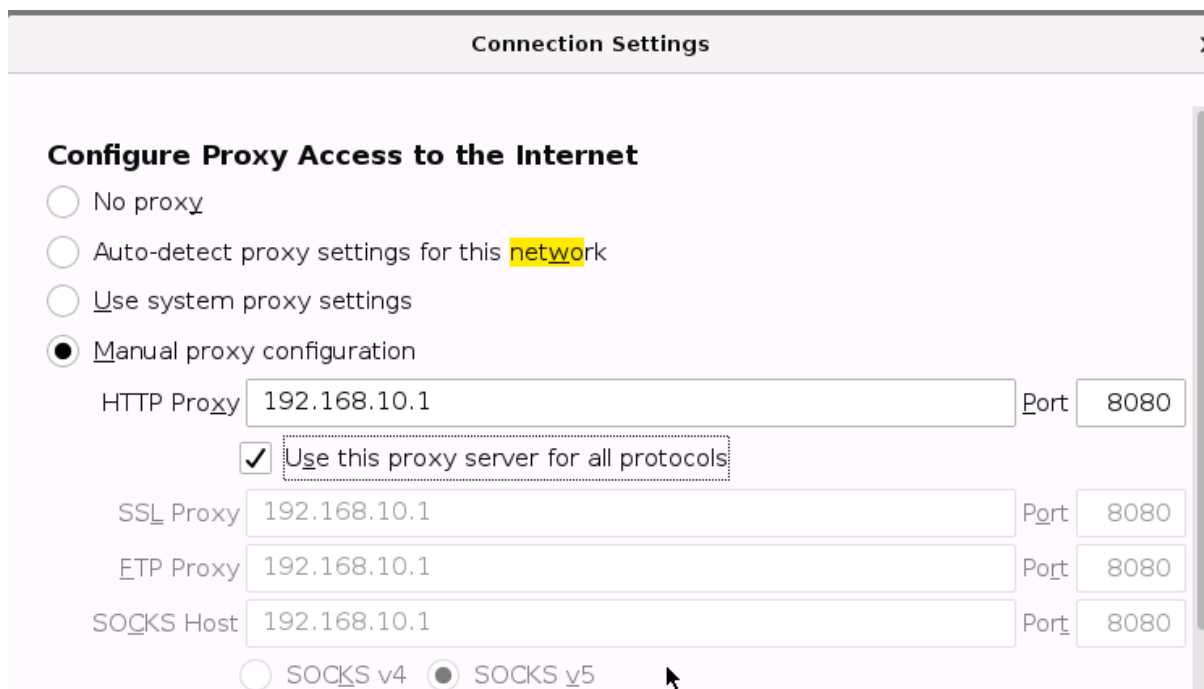 Connection Settings
Configure Proxy Access to the Internet
No proxy
Auto-detect proxy settings for this network
Use system proxy settings
Manual proxy configuration
HTTP Proxy 192.168.10.1 Port 8080
Use this proxy server for all protocols
SSL Proxy 192.168.10.1 Port 8080
FTP Proxy 192.168.10.1 Port 8080
SOCKS Host 192.168.10.1 Port 8080
SOCKS v4 SOCKS v5